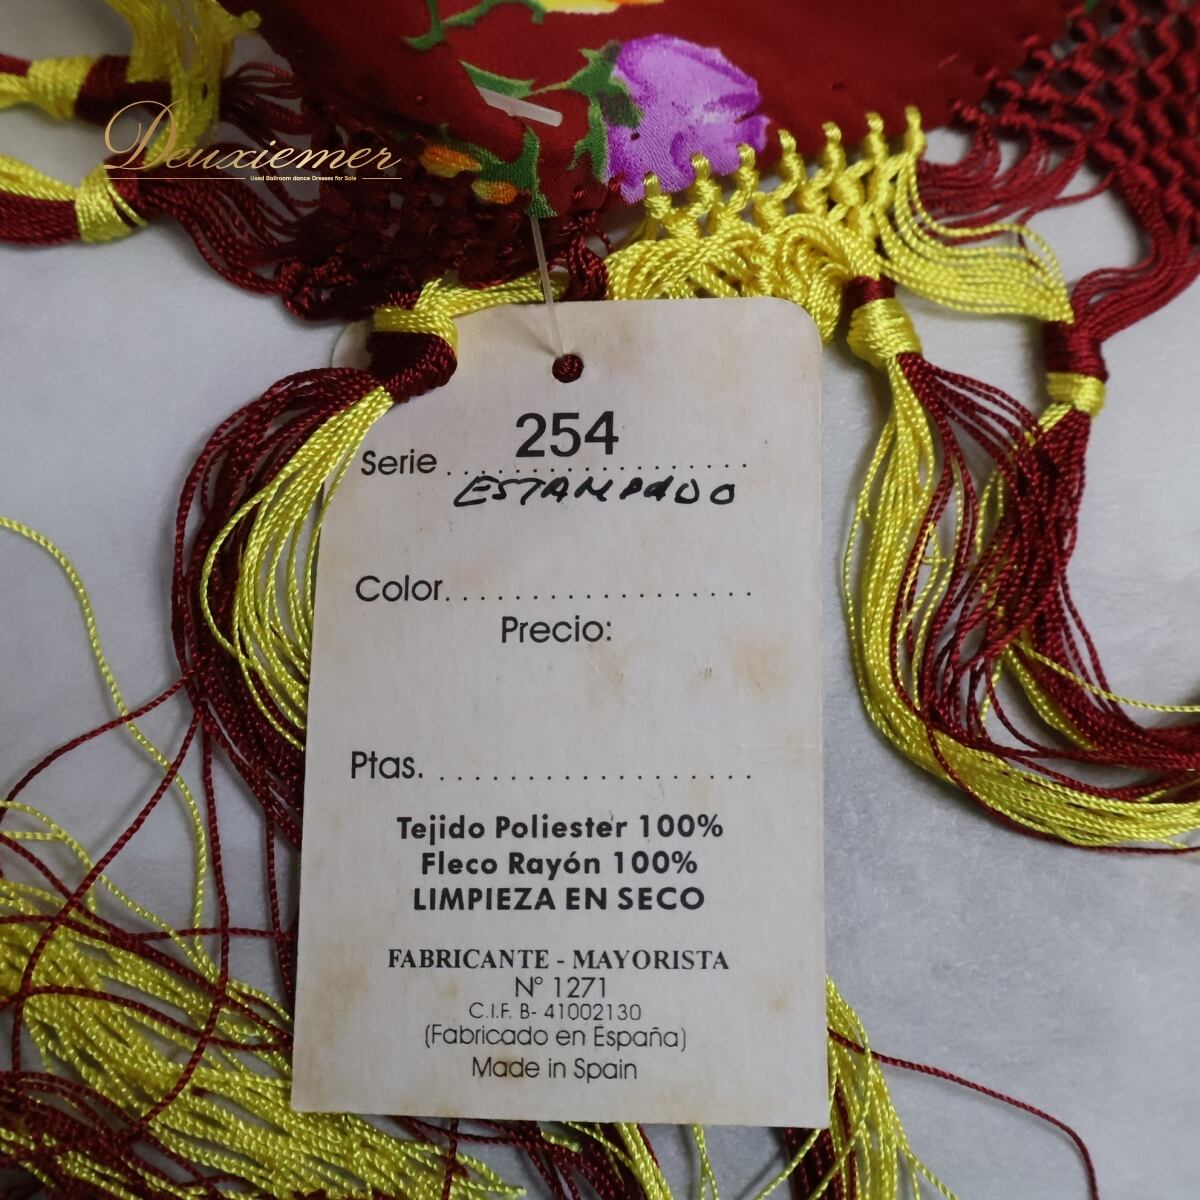 Deuxiemer
Used Ballroom dance Dresses for Sale
254
Serie . . . . . . . . . . . . . . . . . . .
ESTAMPADO
Color. . . . . . . . . . . . . . . . . . .
Precio:
Ptas. . . . . . . . . . . . . . . . . . . .
Tejido Poliester 100%
Fleco Rayón 100%
LIMPIEZA EN SECO
FABRICANTE - MAYORISTA
Nº 1271
C.I.F. B- 41002130
(Fabricado en España)
Made in Spain